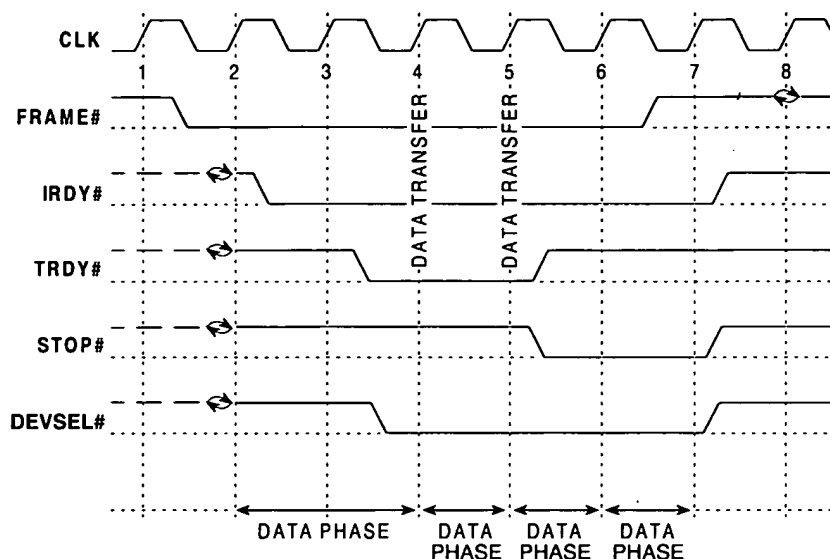 CLK
1 2 3 4 5 6 7 8
FRAME#
DATA TRANSFER
DATA TRANSFER
IRDY#
TRDY#
STOP#
DEVSEL#
DATA PHASE
DATA PHASE
DATA PHASE
DATA PHASE